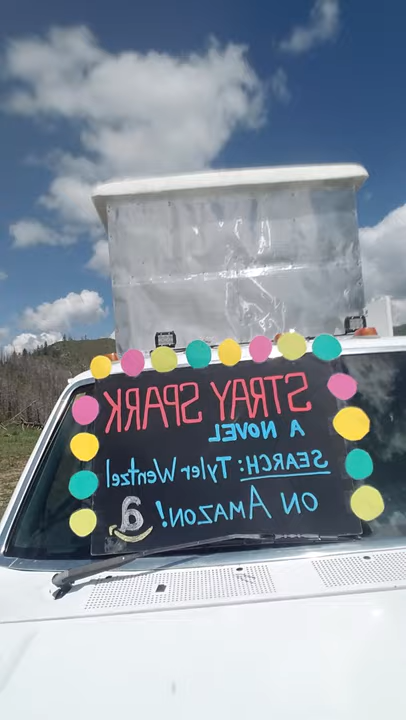 STRAY SPARK
A NOVEL
SEARCH: Tyler Wentzel
ON AMAZON!
a